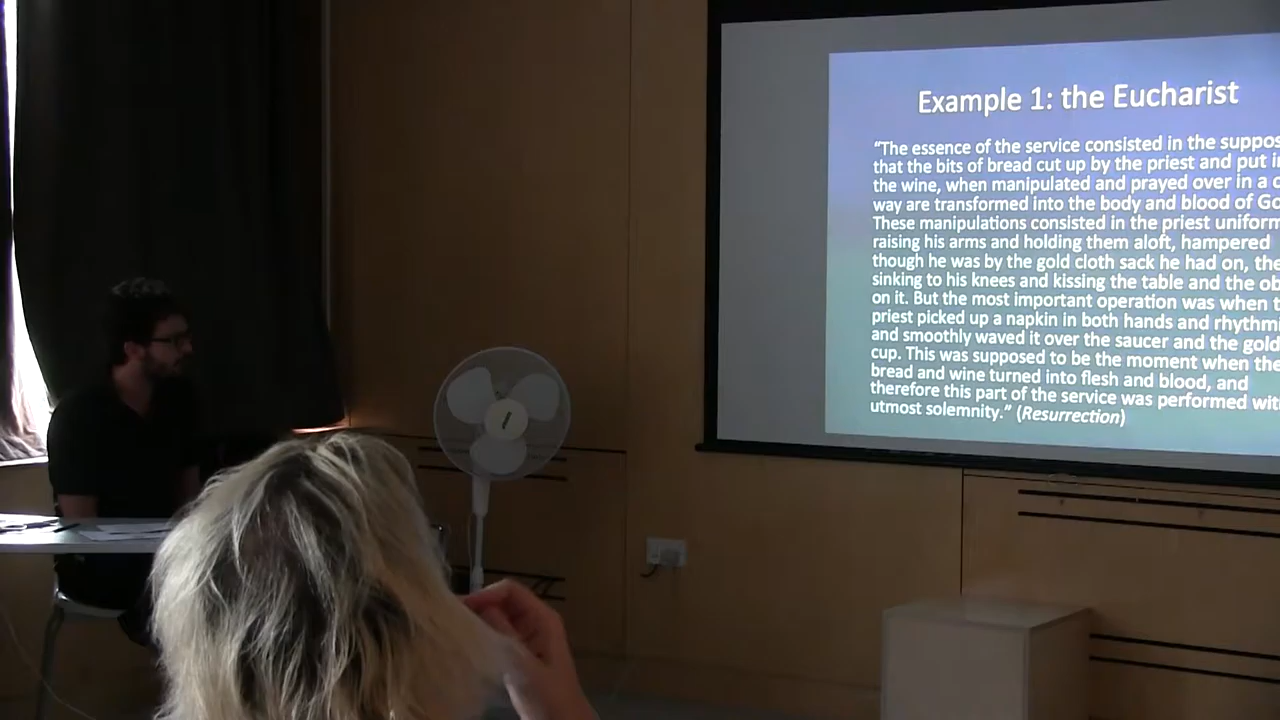 Example 1: the Eucharist
“The essence of the service consisted in the suppos
that the bits of bread cut up by the priest and put i
the wine, when manipulated and prayed over in a c
way are transformed into the body and blood of Go
These manipulations consisted in the priest uniform
raising his arms and holding them aloft, hampered
though he was by the gold cloth sack he had on, the
sinking to his knees and kissing the table and the ob
on it. But the most important operation was when t
priest picked up a napkin in both hands and rhythmi
and smoothly waved it over the saucer and the gold
cup. This was supposed to be the moment when the
bread and wine turned into flesh and blood, and
therefore this part of the service was performed wit
utmost solemnity.” (Resurrection)